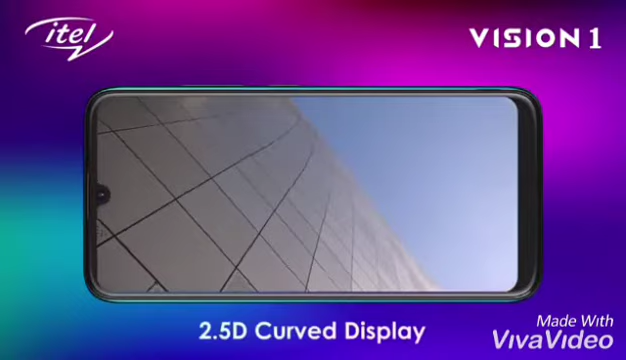 itel
VISION 1
2.5D Curved Display
Made With
VivaVideo